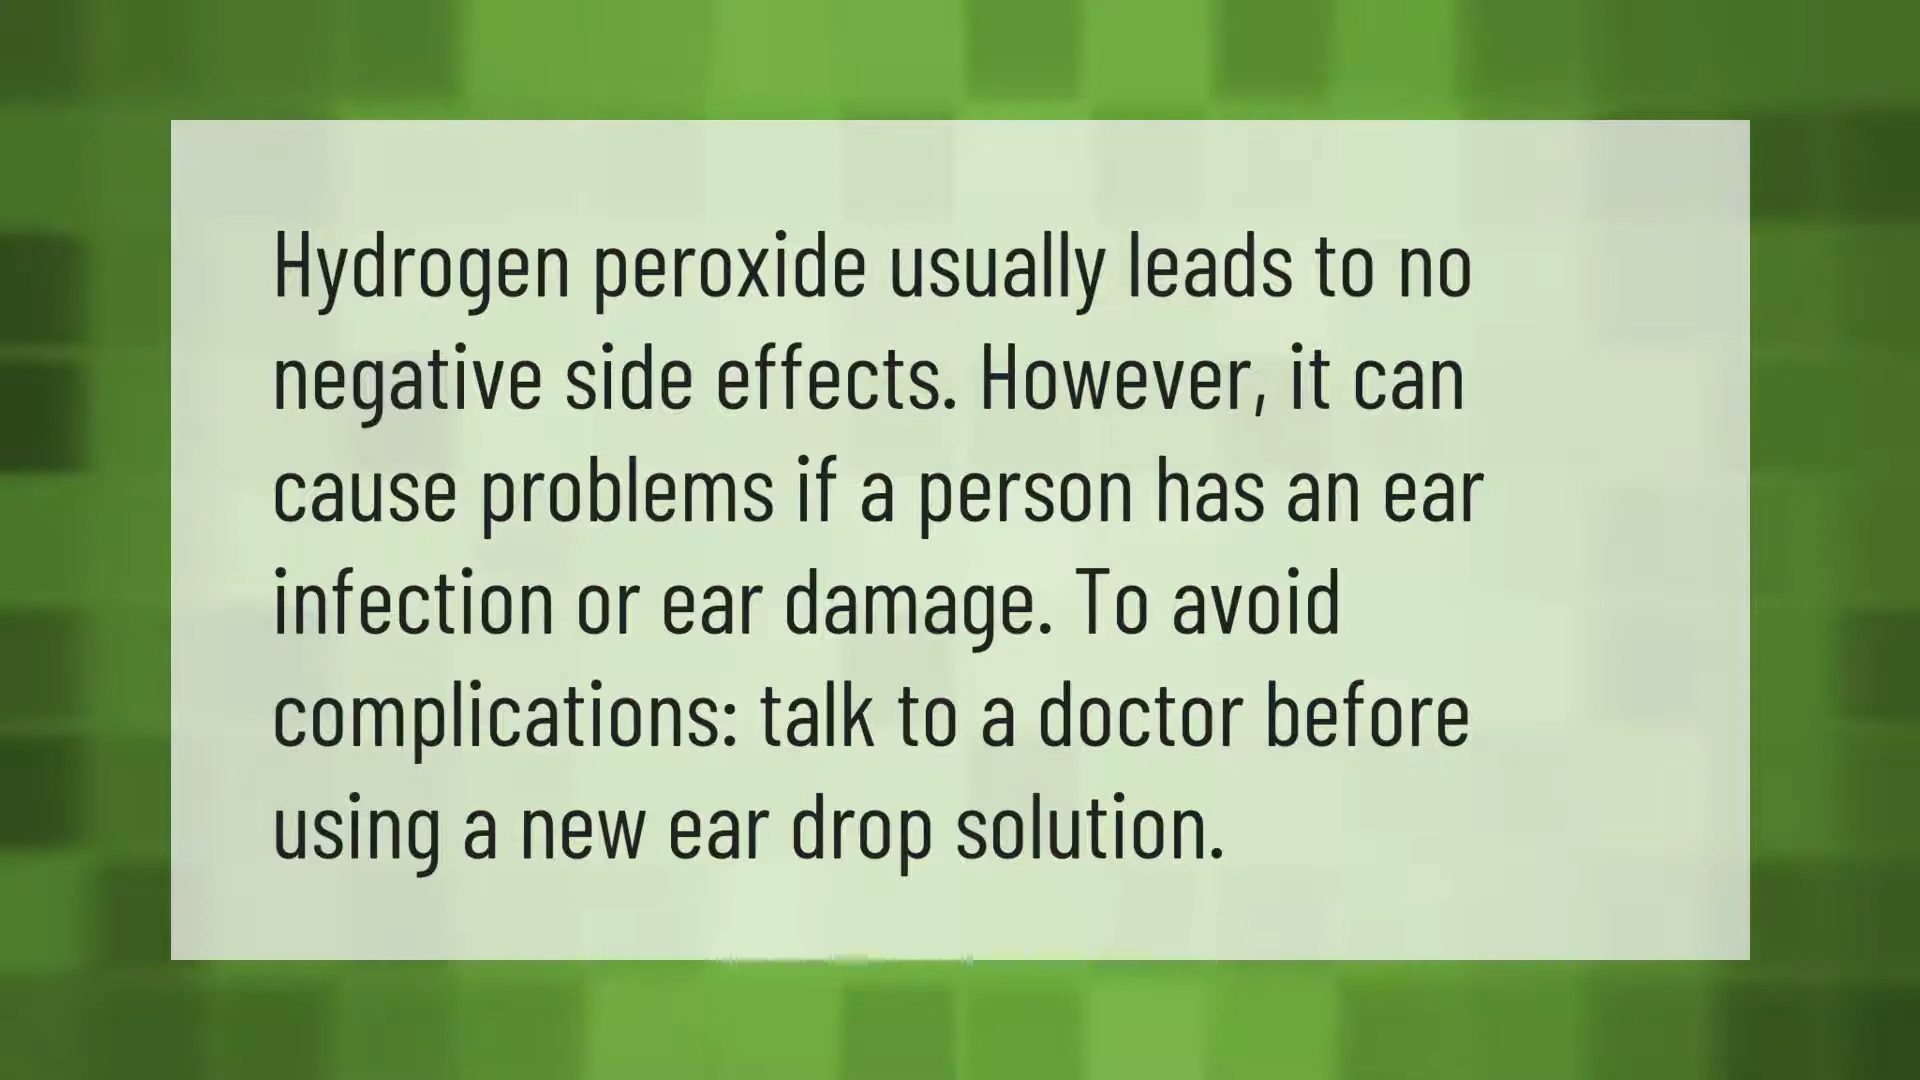 Hydrogen peroxide usually leads to no
negative side effects. However, it can
cause problems if a person has an ear
infection or ear damage. To avoid
complications: talk to a doctor before
using a new ear drop solution.